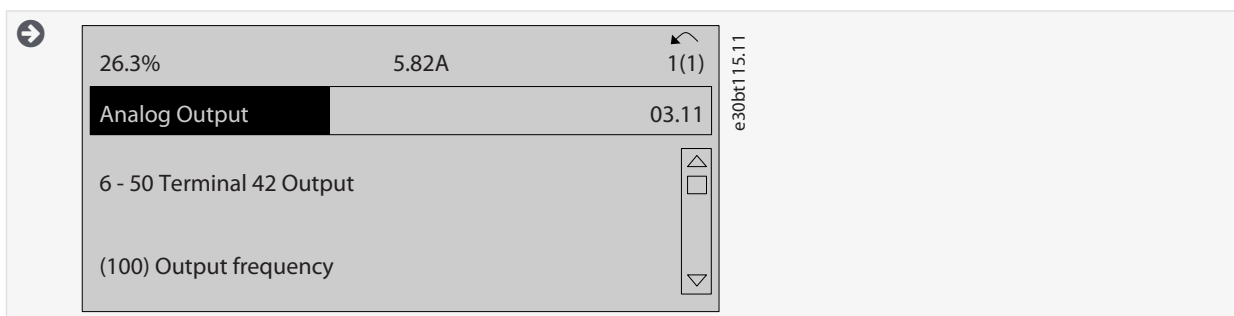 26.3% 5.82A 1(1)
Analog Output 03.11
6 - 50 Terminal 42 Output
(100) Output frequency
e30bt115.11